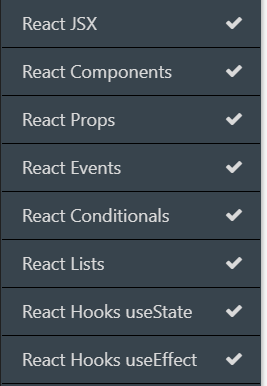 React JSX
React Components
React Props
React Events
React Conditionals
React Lists
React Hooks useState
React Hooks useEffect